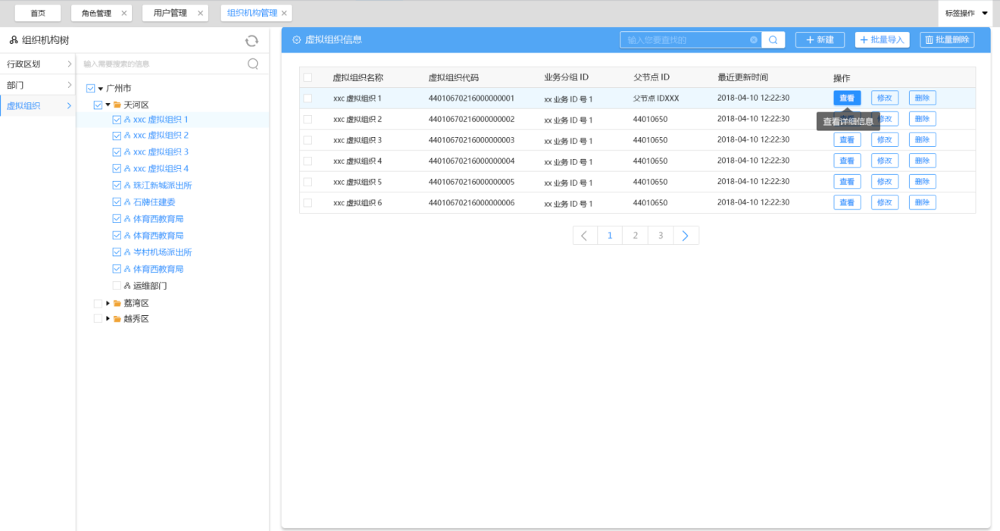 首页 角色管理 用户管理 组织机构管理 标签操作
组织机构树
行政区划
部门
虚拟组织
输入需要搜索的信息
广州市
天河区
xxc 虚拟组织 1
xxc 虚拟组织 2
xxc 虚拟组织 3
xxc 虚拟组织 4
珠江新城派出所
石牌住建委
体育西教育局
体育西教育局
岑村机场派出所
体育西教育局
运维部门
荔湾区
越秀区
虚拟组织信息 输入您要查找的 新建 批量导入 批量删除
虚拟组织名称 虚拟组织代码 业务分组 ID 父节点 ID 最近更新时间 操作
xxc 虚拟组织 1 44010670216000000001 xx 业务 ID 号 1 父节点 IDXXX 2018-04-10 12:22:30 查看 修改 删除
xxc 虚拟组织 2 44010670216000000002 xx 业务 ID 号 1 44010650 2018-04-10 12:22:30 修改 删除
查看详细信息
xxc 虚拟组织 3 44010670216000000003 xx 业务 ID 号 1 44010650 2018-04-10 12:22:30 查看 修改 删除
xxc 虚拟组织 4 44010670216000000004 xx 业务 ID 号 1 44010650 2018-04-10 12:22:30 查看 修改 删除
xxc 虚拟组织 5 44010670216000000005 xx 业务 ID 号 1 44010650 2018-04-10 12:22:30 查看 修改 删除
xxc 虚拟组织 6 44010670216000000006 xx 业务 ID 号 1 44010650 2018-04-10 12:22:30 查看 修改 删除
1 2 3